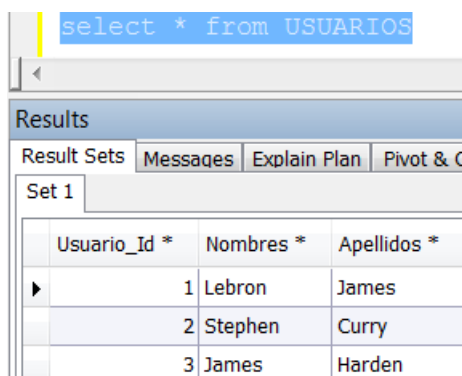 select * from USUARIOS
Results
Result Sets Messages Explain Plan Pivot &
Set 1
Usuario_Id * Nombres * Apellidos *
1 Lebron James
2 Stephen Curry
3 James Harden